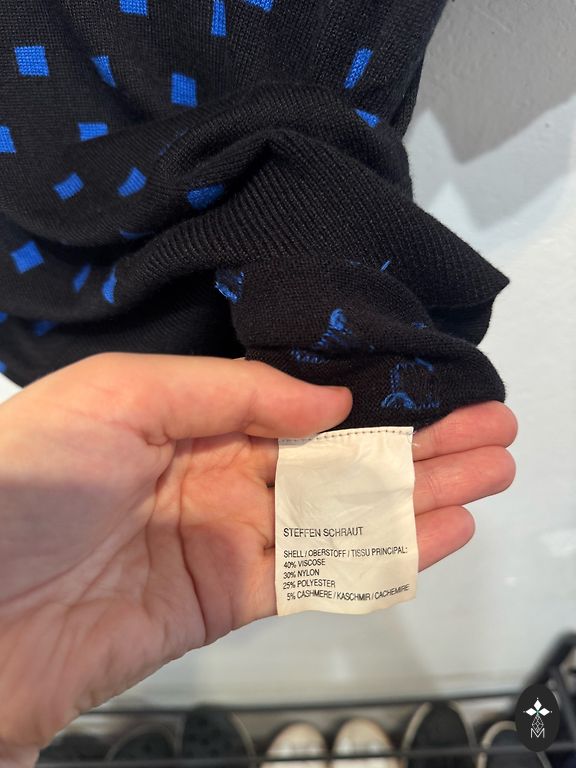 STEFFEN SCHRAUT
SHELL / OBERSTOFF / TISSU PRINCIPAL:
40% VISCOSE
30% NYLON
25% POLYESTER
5% CASHMERE / KASCHMIR / CACHEMIRE
M